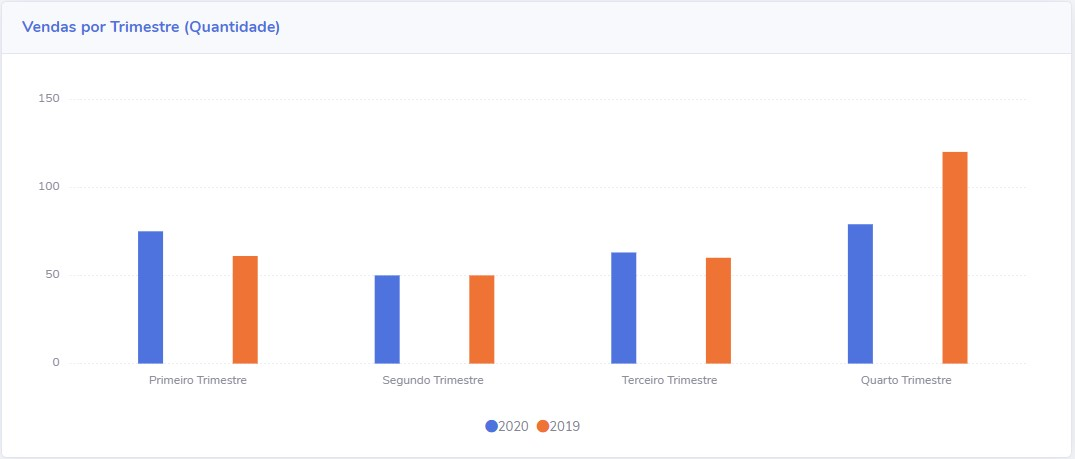 Vendas por Trimestre (Quantidade)
150
100
50
0
Primeiro Trimestre
Segundo Trimestre
Terceiro Trimestre
Quarto Trimestre
2020 2019